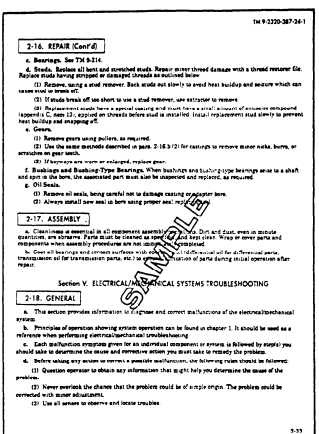 TM 9-2320-387-24-1
2-16. REPAIR (Cont'd)
c. Bearings. See TM 9-214.
d. Studs. Replace all bent and stretched studs. Repair minor thread damage with a thread restorer file.
Replace studs having stripped or damaged threads as outlined below
(1) Remove, using a stud remover. Back studs out slowly to avoid heat buildup and seizure which can
cause stud to break off.
(2) If studs break off too short to use a stud remover, use extractor to remove.
(3) Replacement studs have a special coating and must have a small amount of antiseize compound
(appendix C, item 13), applied on threads before stud is installed. Install replacement stud slowly to prevent
heat buildup and snapping off.
e. Gears.
(1) Remove gears using pullers, as required.
(2) Use the same methods described in para. 2-16.b (2) for castings to remove minor nicks, burrs, or
scratches on gear teeth.
(3) If keyways are worn or enlarged, replace gear.
f. Bushings and Bushing-Type Bearings. When bushings and bushing-type bearings seize to a shaft
and spin in the bore, the associated part must also be inspected and replaced, as required.
g. Oil Seals.
(1) Remove oil seals, being careful not to damage casting or adapter bore.
(2) Always install new seal in bore using proper seal
2-17. ASSEMBLY
a. Cleanliness is essential in all component assembly Dirt and dust, even in minute
quantities, are abrasive. Parts must be cleaned as specified and kept clean. Wrap or cover parts and
components when assembly procedures are not immediately completed.
b. Coat all bearings and contact surfaces with (differential oil for differential parts,
transmission oil for transmission parts, etc.) to of parts during initial operation after
repair.
SAMPLE
Section V. ELECTRICAL/MECHANICAL SYSTEMS TROUBLESHOOTING
2-18. GENERAL
a. This section provides information to diagnose and correct malfunctions of the electrical/mechanical
system.
b. Principles of operation showing system operation can be found in chapter 1. It should be used as a
reference when performing electrical/mechanical troubleshooting.
c. Each malfunction symptom given for an individual component or system is followed by step(s) you
should take to determine the cause and corrective action you must take to remedy the problem.
d. Before taking any action to correct a possible malfunction, the following rules should be followed:
(1) Question operator to obtain any information that might help you determine the cause of the
problem.
(2) Never overlook the chance that the problem could be of simple origin. The problem could be
corrected with minor adjustment.
(3) Use all senses to observe and locate troubles.
2-23